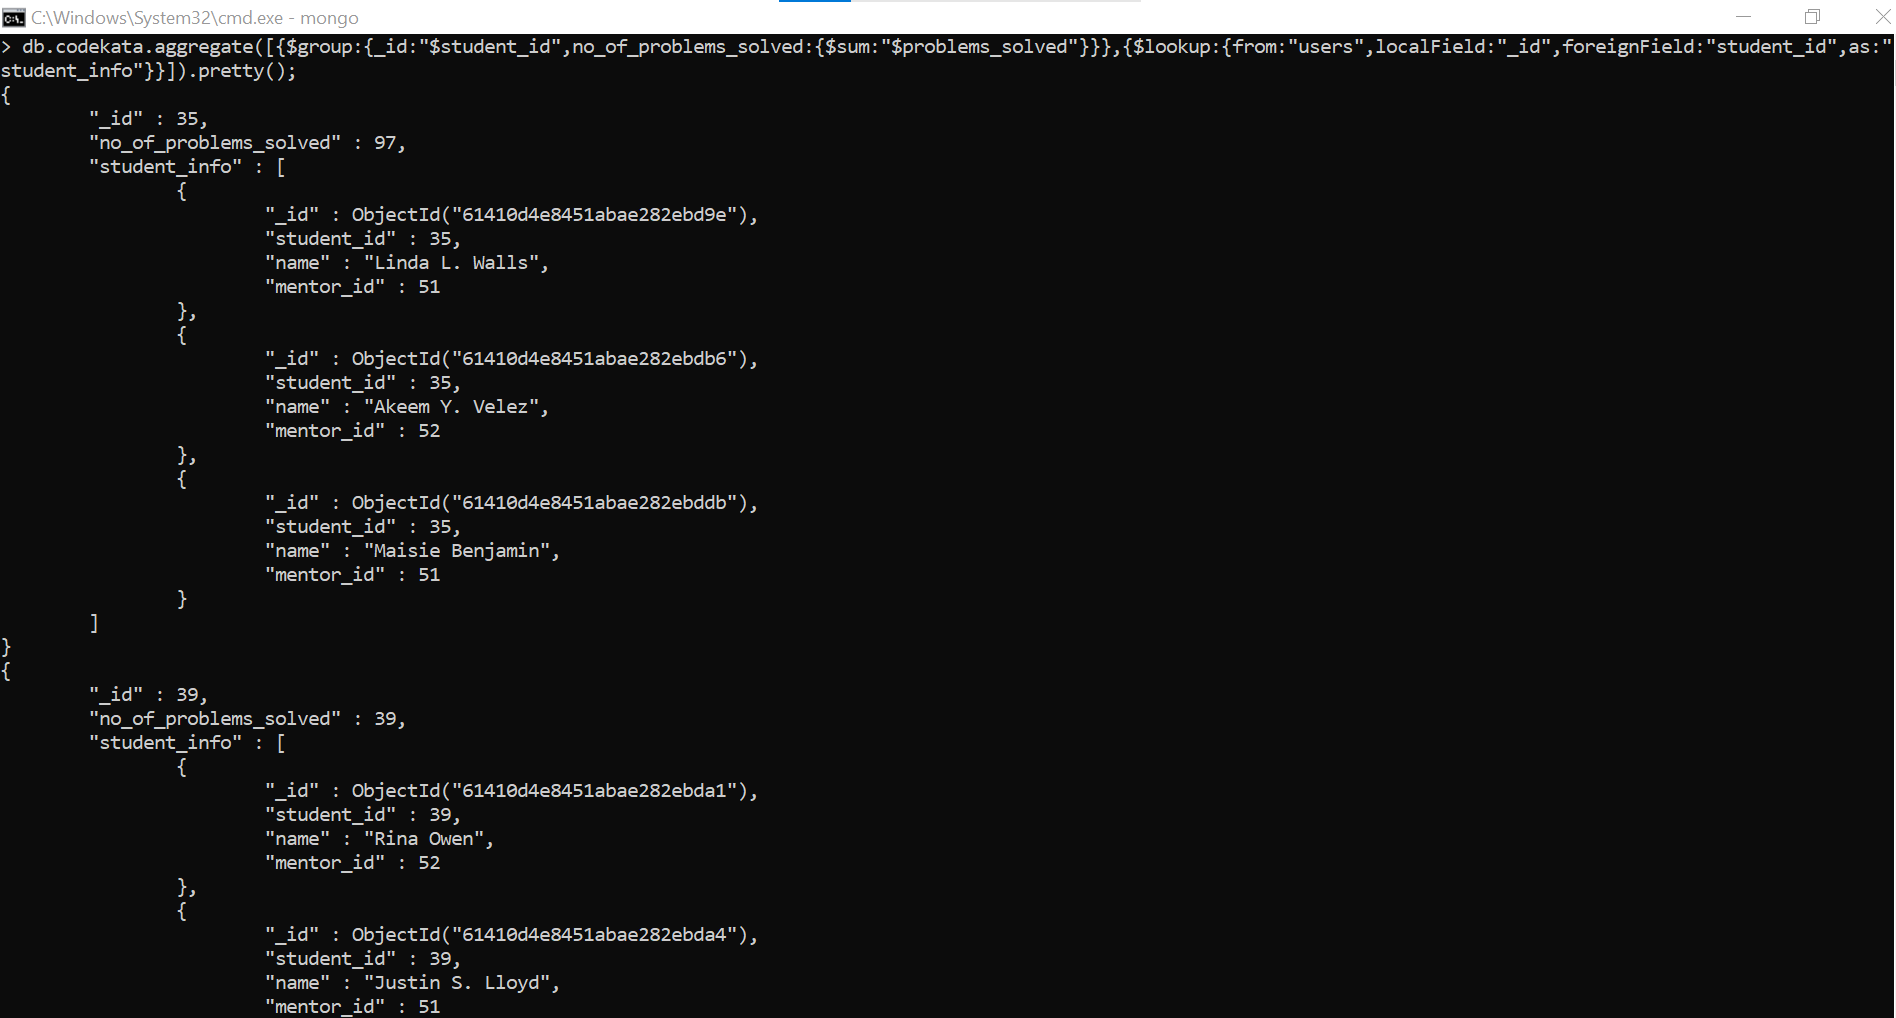 C:\Windows\System32\cmd.exe - mongo
> db.codekata.aggregate([{$group:{_id:"$student_id",no_of_problems_solved:{$sum:"$problems_solved"}}},{$lookup:{from:"users",localField:"_id",foreignField:"student_id",as:"
student_info"}}]).pretty();
{
        "_id" : 35,
        "no_of_problems_solved" : 97,
        "student_info" : [
                {
                        "_id" : ObjectId("61410d4e8451abae282ebd9e"),
                        "student_id" : 35,
                        "name" : "Linda L. Walls",
                        "mentor_id" : 51
                },
                {
                        "_id" : ObjectId("61410d4e8451abae282ebdb6"),
                        "student_id" : 35,
                        "name" : "Akeem Y. Velez",
                        "mentor_id" : 52
                },
                {
                        "_id" : ObjectId("61410d4e8451abae282ebddb"),
                        "student_id" : 35,
                        "name" : "Maisie Benjamin",
                        "mentor_id" : 51
                }
        ]
}
{
        "_id" : 39,
        "no_of_problems_solved" : 39,
        "student_info" : [
                {
                        "_id" : ObjectId("61410d4e8451abae282ebda1"),
                        "student_id" : 39,
                        "name" : "Rina Owen",
                        "mentor_id" : 52
                },
                {
                        "_id" : ObjectId("61410d4e8451abae282ebda4"),
                        "student_id" : 39,
                        "name" : "Justin S. Lloyd",
                        "mentor_id" : 51